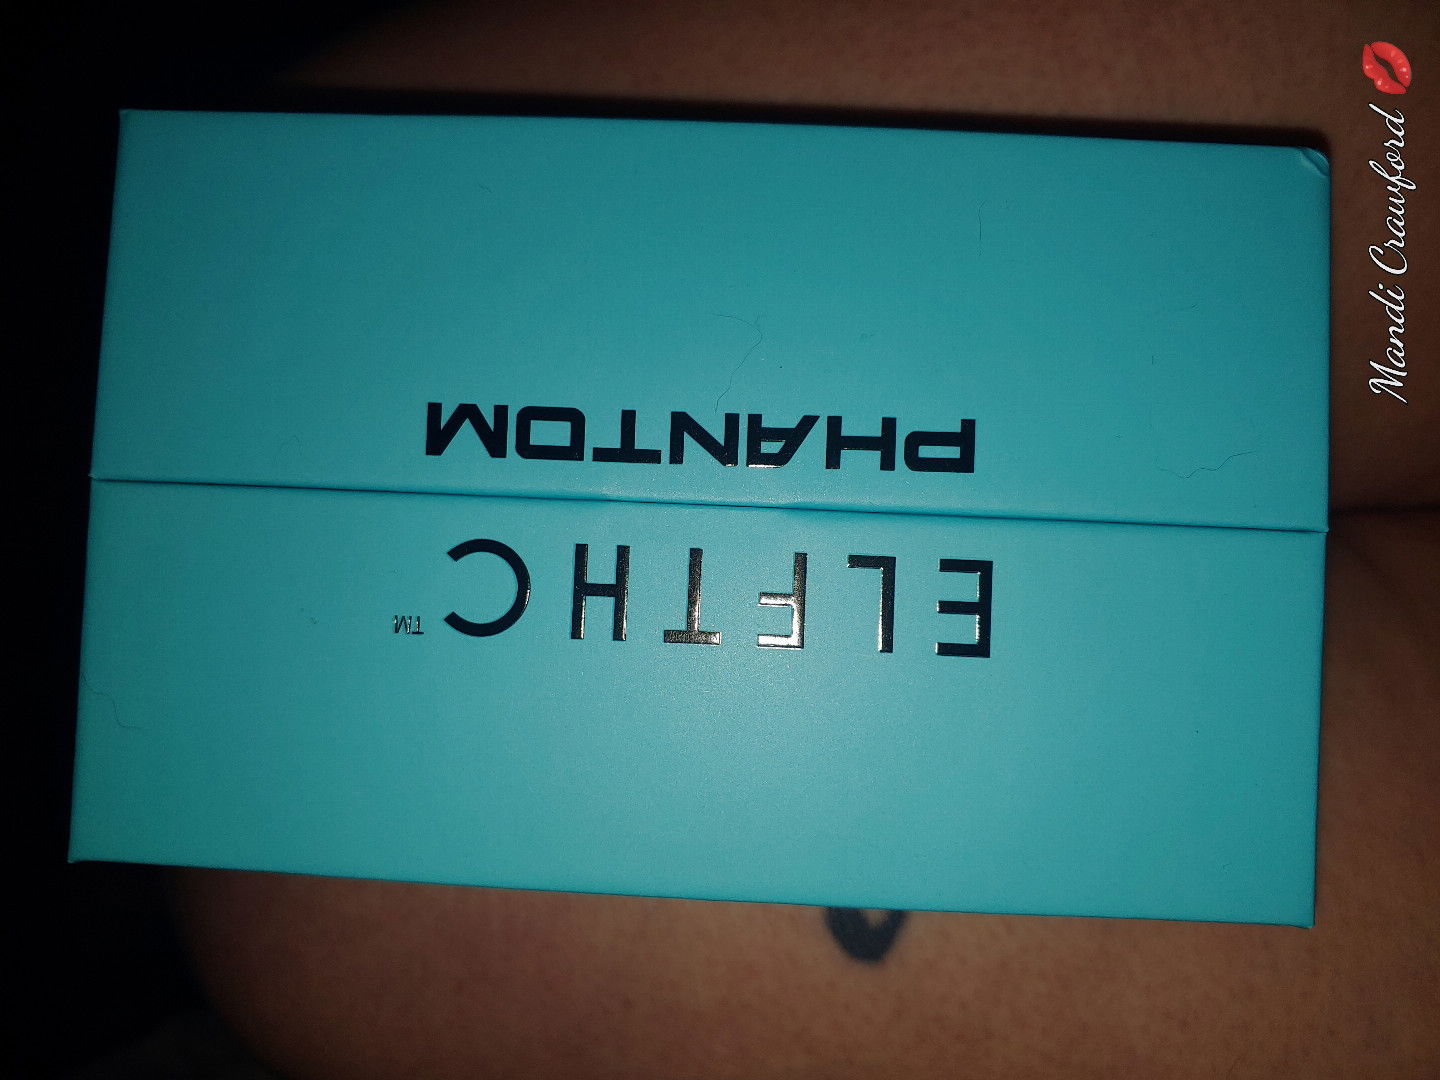 ELFTHC™
PHANTOM
Mandi Crawford 💋